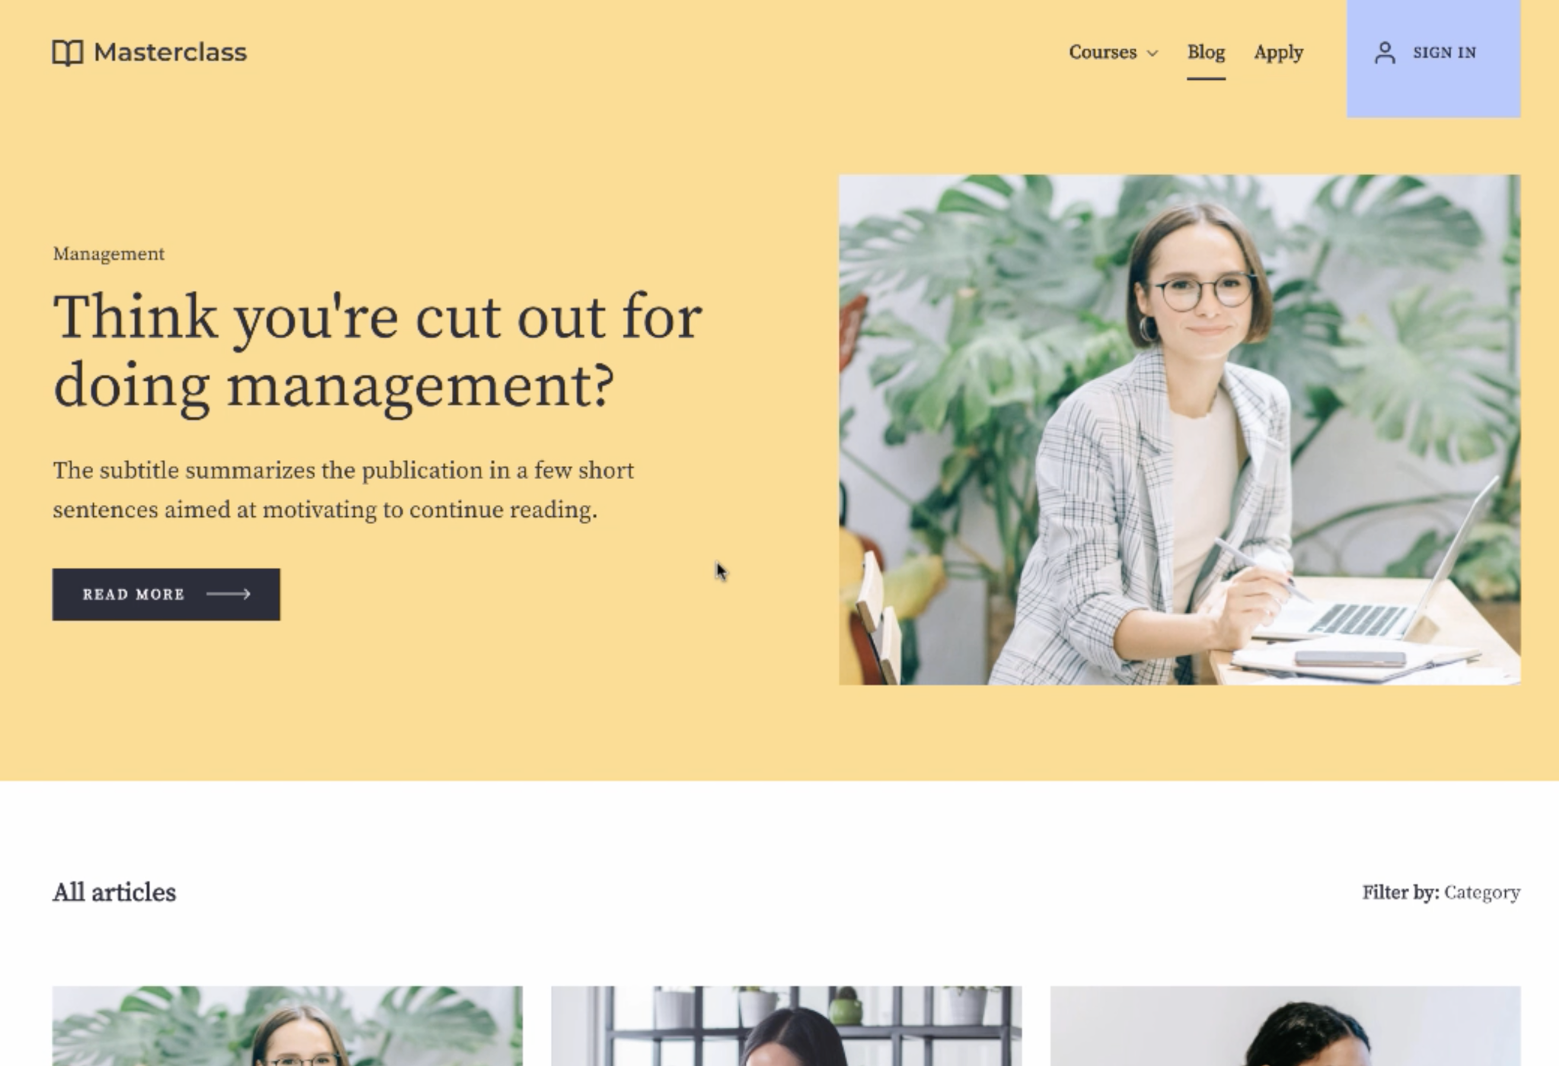 Masterclass
Courses
Blog
Apply
SIGN IN
Management
Think you're cut out for
doing management?
The subtitle summarizes the publication in a few short
sentences aimed at motivating to continue reading.
READ MORE
All articles
Filter by: Category